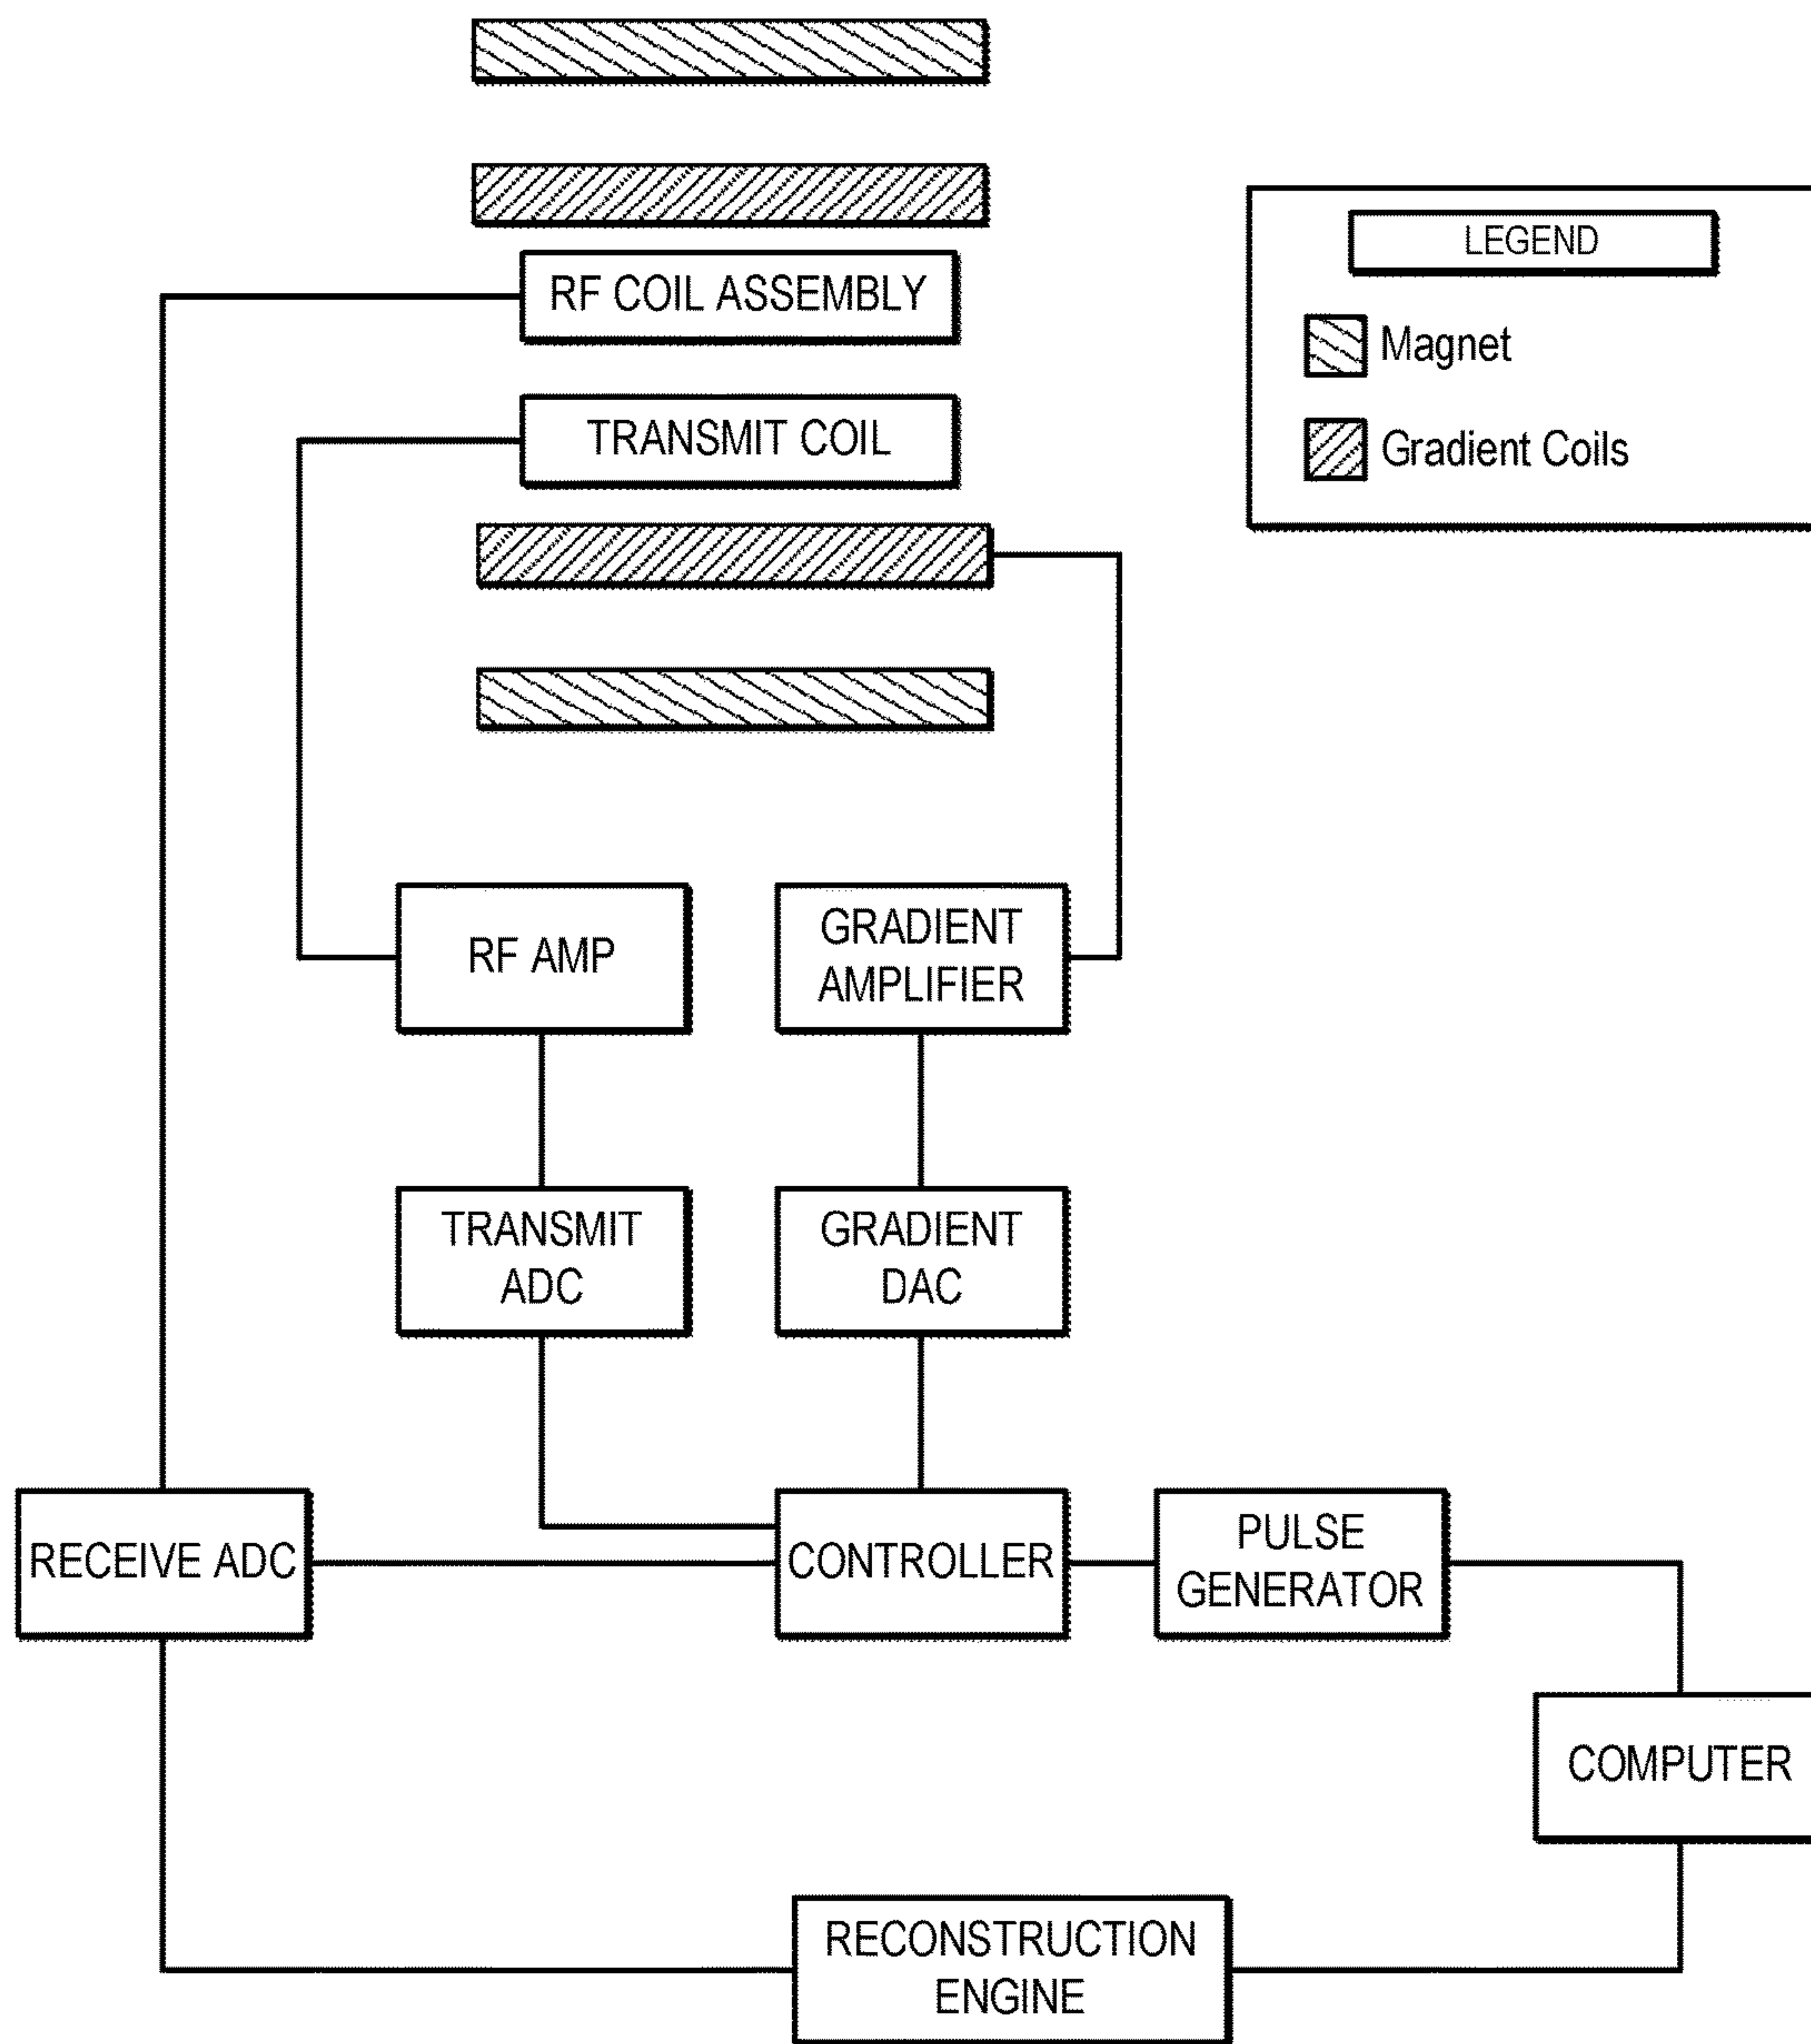 LEGEND
RF COIL ASSEMBLY
Magnet
TRANSMIT COIL
Gradient Coils
RF AMP
GRADIENT
AMPLIFIER
TRANSMIT
ADC
GRADIENT
DAC
RECEIVE ADC
CONTROLLER
PULSE
GENERATOR
COMPUTER
RECONSTRUCTION
ENGINE